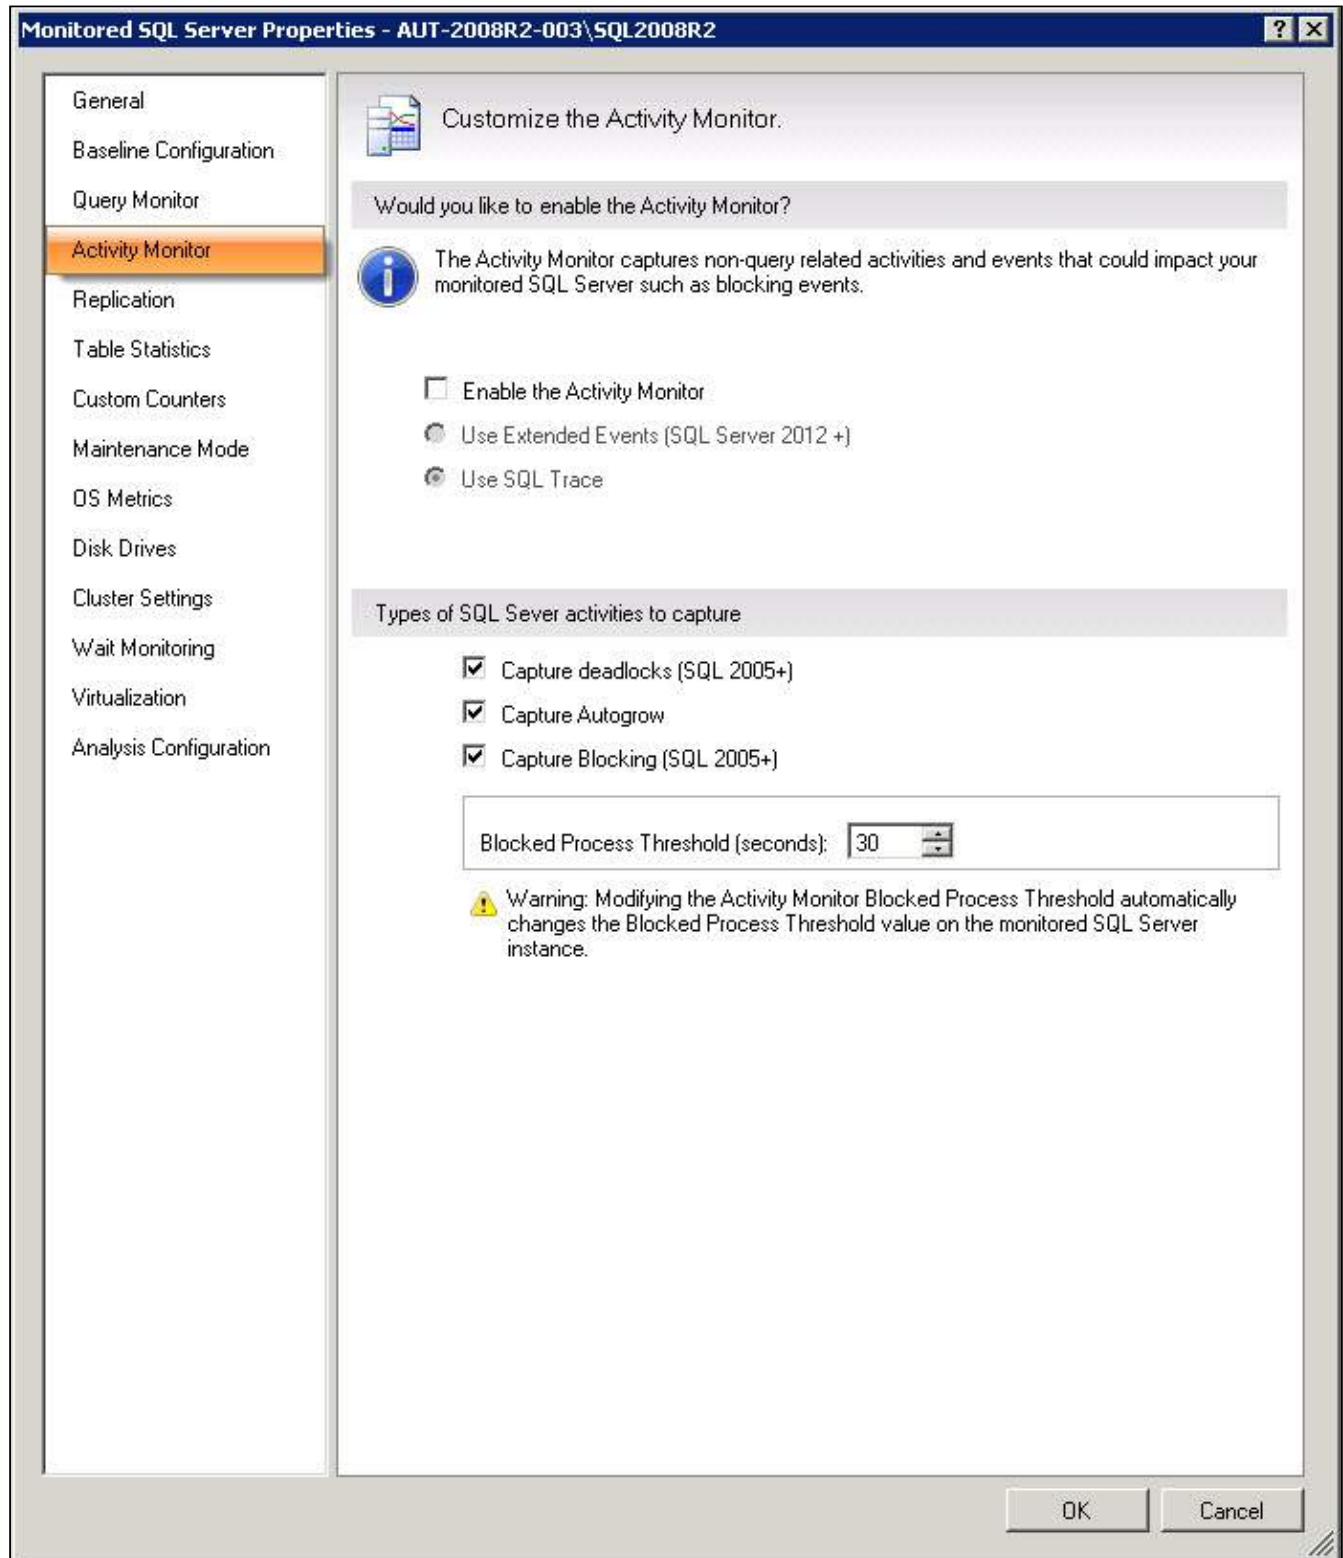 Monitored SQL Server Properties - AUT-2008R2-003\SQL2008R2
General
Baseline Configuration
Query Monitor
Activity Monitor
Replication
Table Statistics
Custom Counters
Maintenance Mode
OS Metrics
Disk Drives
Cluster Settings
Wait Monitoring
Virtualization
Analysis Configuration
Customize the Activity Monitor.
Would you like to enable the Activity Monitor?
The Activity Monitor captures non-query related activities and events that could impact your
monitored SQL Server such as blocking events.
Enable the Activity Monitor
Use Extended Events (SQL Server 2012 +)
Use SQL Trace
Types of SQL Sever activities to capture
Capture deadlocks (SQL 2005+)
Capture Autogrow
Capture Blocking (SQL 2005+)
Blocked Process Threshold (seconds): 30
Warning: Modifying the Activity Monitor Blocked Process Threshold automatically
changes the Blocked Process Threshold value on the monitored SQL Server
instance.
OK Cancel